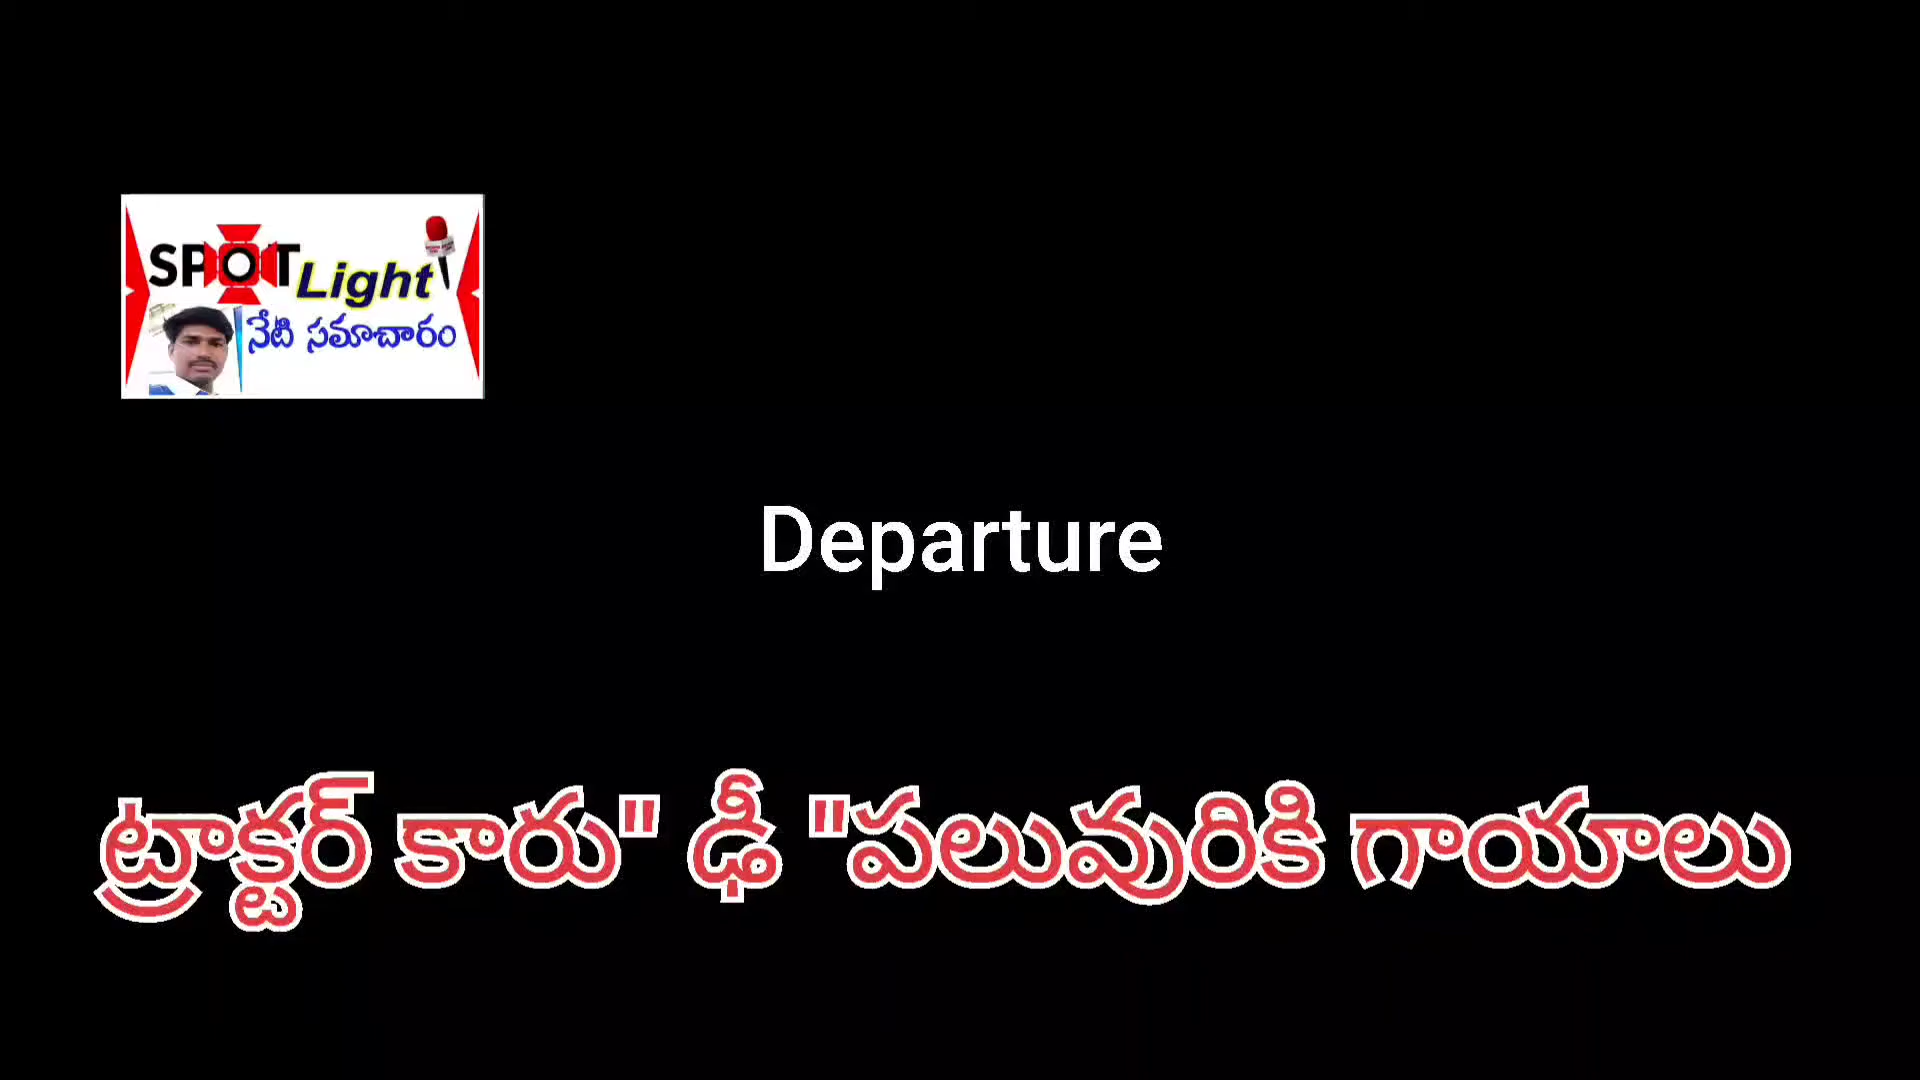 SPOT Light
నేటి సమాచారం
Departure
ట్రాక్టర్ కారు" ఢీ "పలువురికి గాయాలు